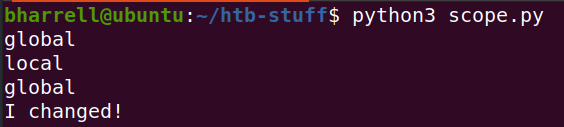 bharrell@ubuntu:~/htb-stuff$ python3 scope.py
global
local
global
I changed!